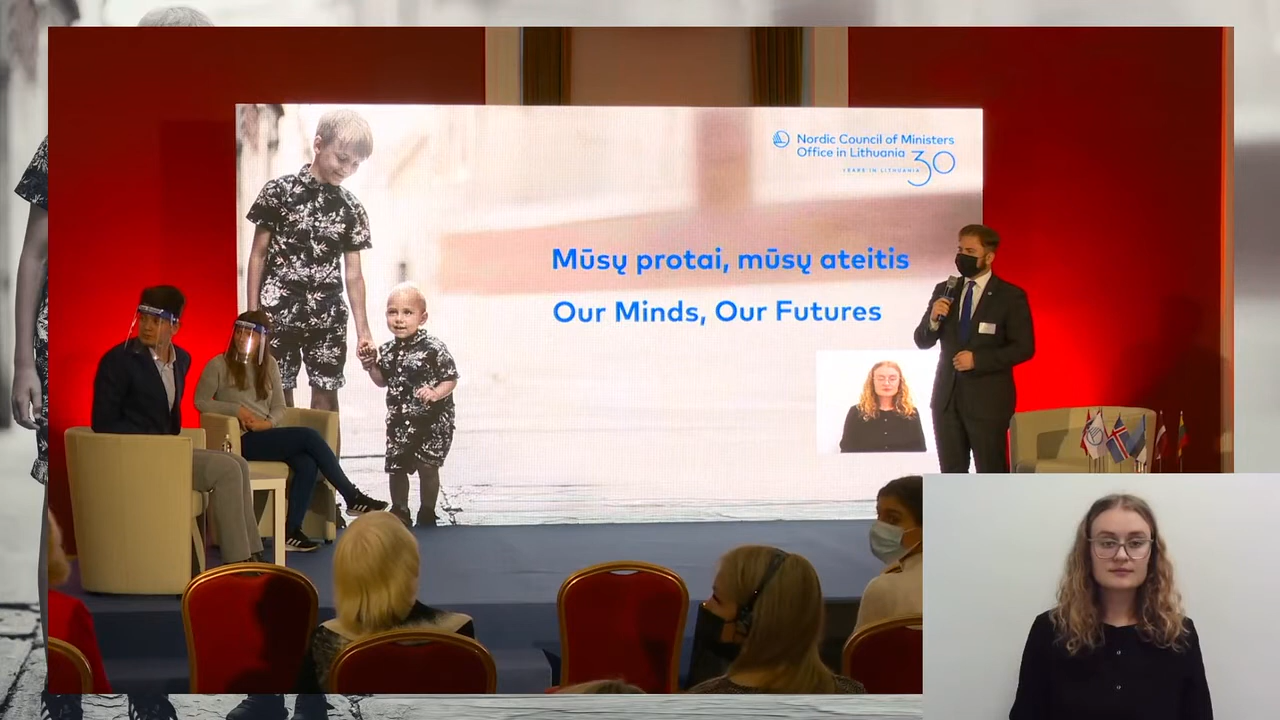 Nordic Council of Ministers
Office in Lithuania
30
YEARS IN LITHUANIA
Mūsų protai, mūsų ateitis
Our Minds, Our Futures